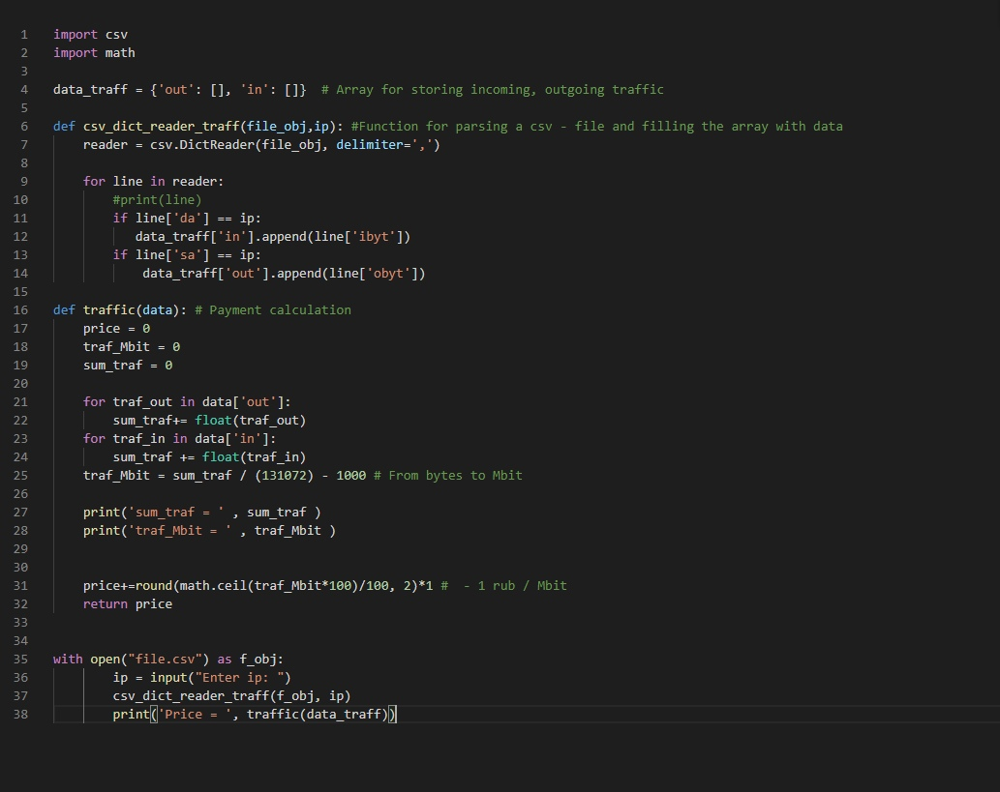 1 import csv
2 import math
3
4 data_traff = {'out': [], 'in': []}  # Array for storing incoming, outgoing traffic
5
6 def csv_dict_reader_traff(file_obj,ip): #Function for parsing a csv - file and filling the array with data
7     reader = csv.DictReader(file_obj, delimiter=',')
8
9     for line in reader:
10         #print(line)
11         if line['da'] == ip:
12            data_traff['in'].append(line['ibyt'])
13         if line['sa'] == ip:
14             data_traff['out'].append(line['obyt'])
15
16 def traffic(data): # Payment calculation
17     price = 0
18     traf_Mbit = 0
19     sum_traf = 0
20
21     for traf_out in data['out']:
22         sum_traf+= float(traf_out)
23     for traf_in in data['in']:
24         sum_traf += float(traf_in)
25     traf_Mbit = sum_traf / (131072) - 1000 # From bytes to Mbit
26
27     print('sum_traf = ' , sum_traf )
28     print('traf_Mbit = ' , traf_Mbit )
29
30
31     price+=round(math.ceil(traf_Mbit*100)/100, 2)*1 #  - 1 rub / Mbit
32     return price
33
34
35 with open("file.csv") as f_obj:
36         ip = input("Enter ip: ")
37         csv_dict_reader_traff(f_obj, ip)
38         print('Price = ', traffic(data_traff))